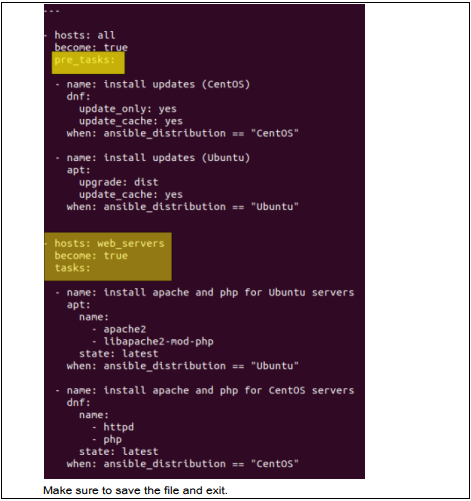 ---
- hosts: all
become: true
pre_tasks:
- name: install updates (CentOS)
dnf:
update_only: yes
update_cache: yes
when: ansible_distribution == "CentOS"
- name: install updates (Ubuntu)
apt:
upgrade: dist
update_cache: yes
when: ansible_distribution == "Ubuntu"
- hosts: web_servers
become: true
tasks:
- name: install apache and php for Ubuntu servers
apt:
name:
- apache2
- libapache2-mod-php
state: latest
when: ansible_distribution == "Ubuntu"
- name: install apache and php for CentOS servers
dnf:
name:
- httpd
- php
state: latest
when: ansible_distribution == "CentOS"
Make sure to save the file and exit.